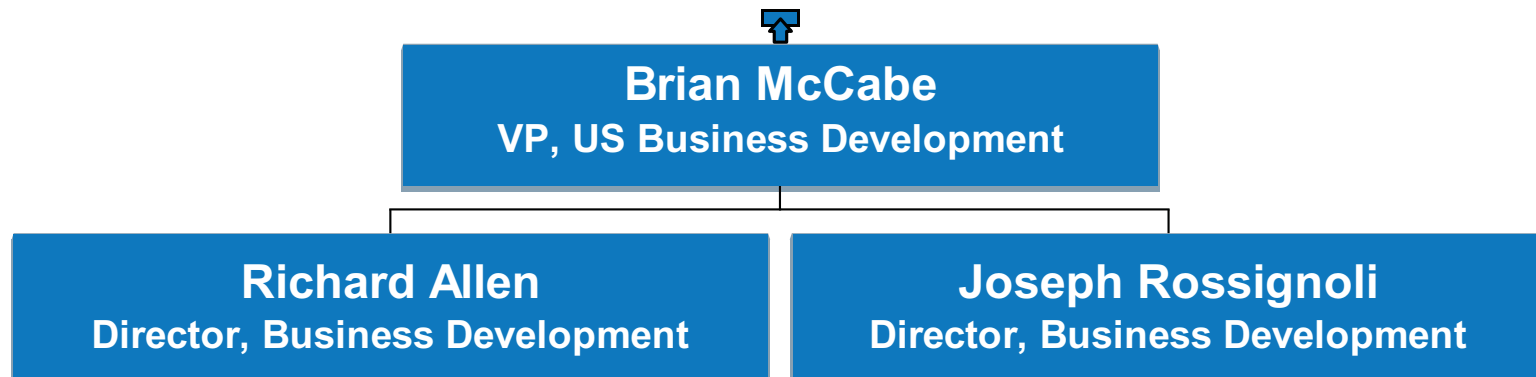 Brian McCabe
VP, US Business Development
Richard Allen
Director, Business Development
Joseph Rossignoli
Director, Business Development